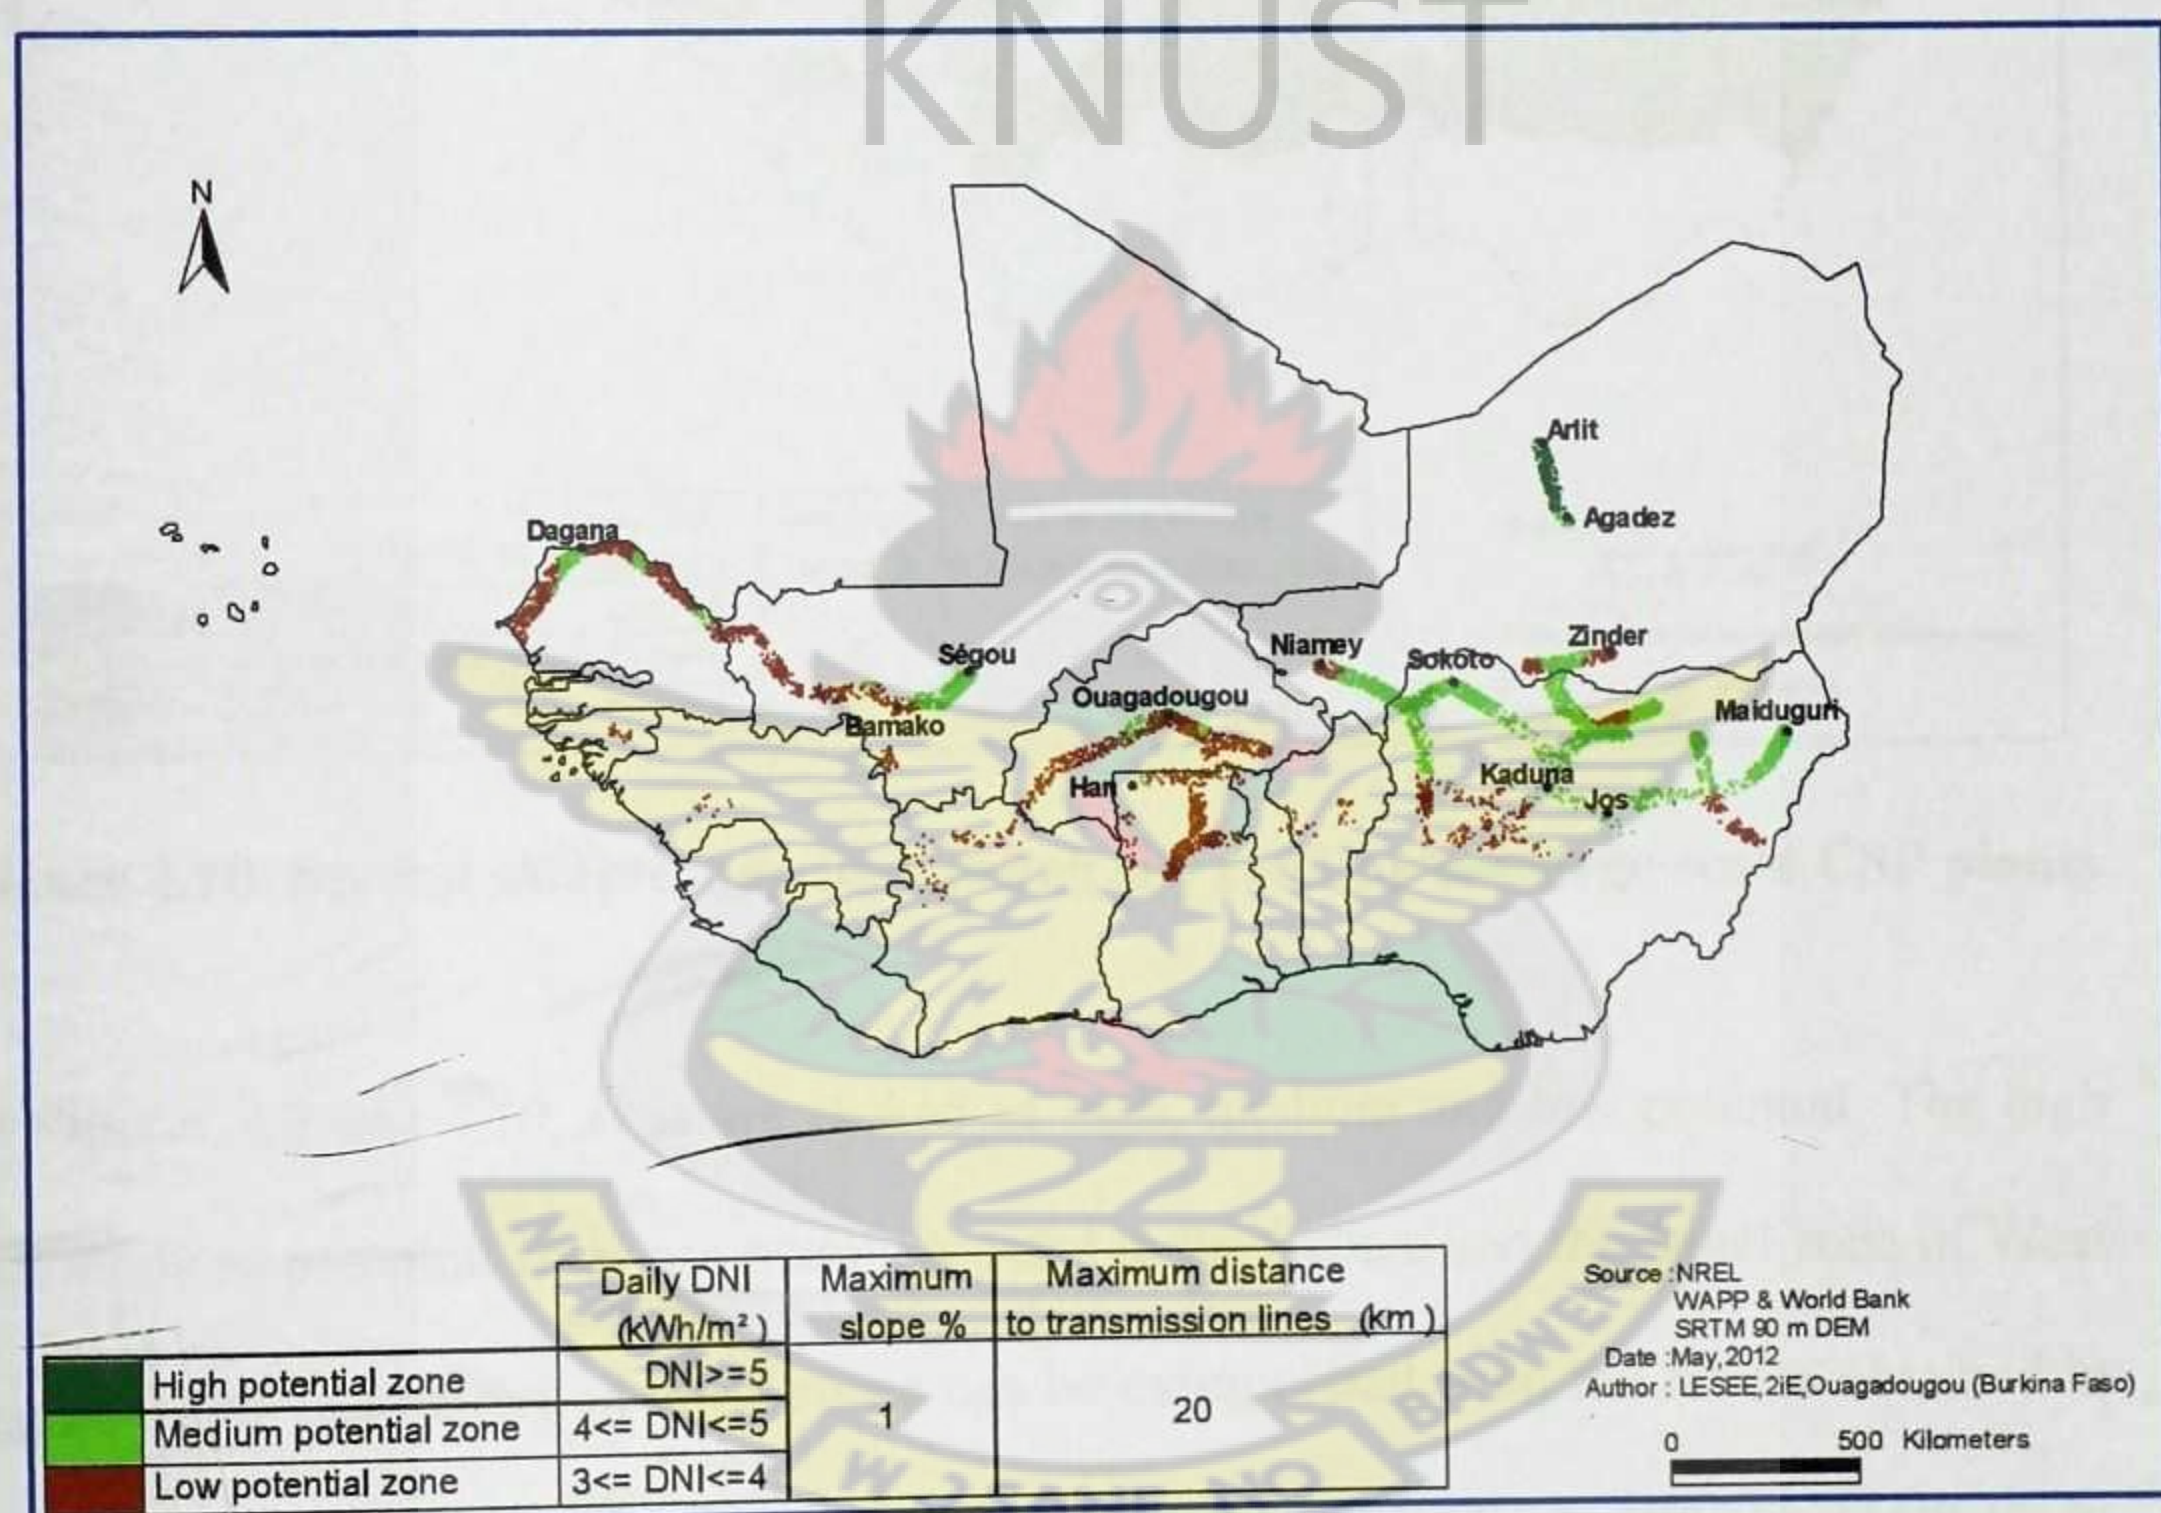 KNUST
N
Arlit
Agadez
Dagana
Zinder
Niamey
Sokoto
Ségou
Ouagadougou
Maiduguri
Bamako
Han
Kaduna
Jos
Daily DNI (kWh/m²)
Maximum slope %
Maximum distance to transmission lines (km)
High potential zone DNI>=5
Medium potential zone 4<= DNI<=5 1 20
Low potential zone 3<= DNI<=4
Source :NREL
WAPP & World Bank
SRTM 90 m DEM
Date :May,2012
Author : LESEE,2iE,Ouagadougou (Burkina Faso)
0 500 Kilometers
BADWENMA